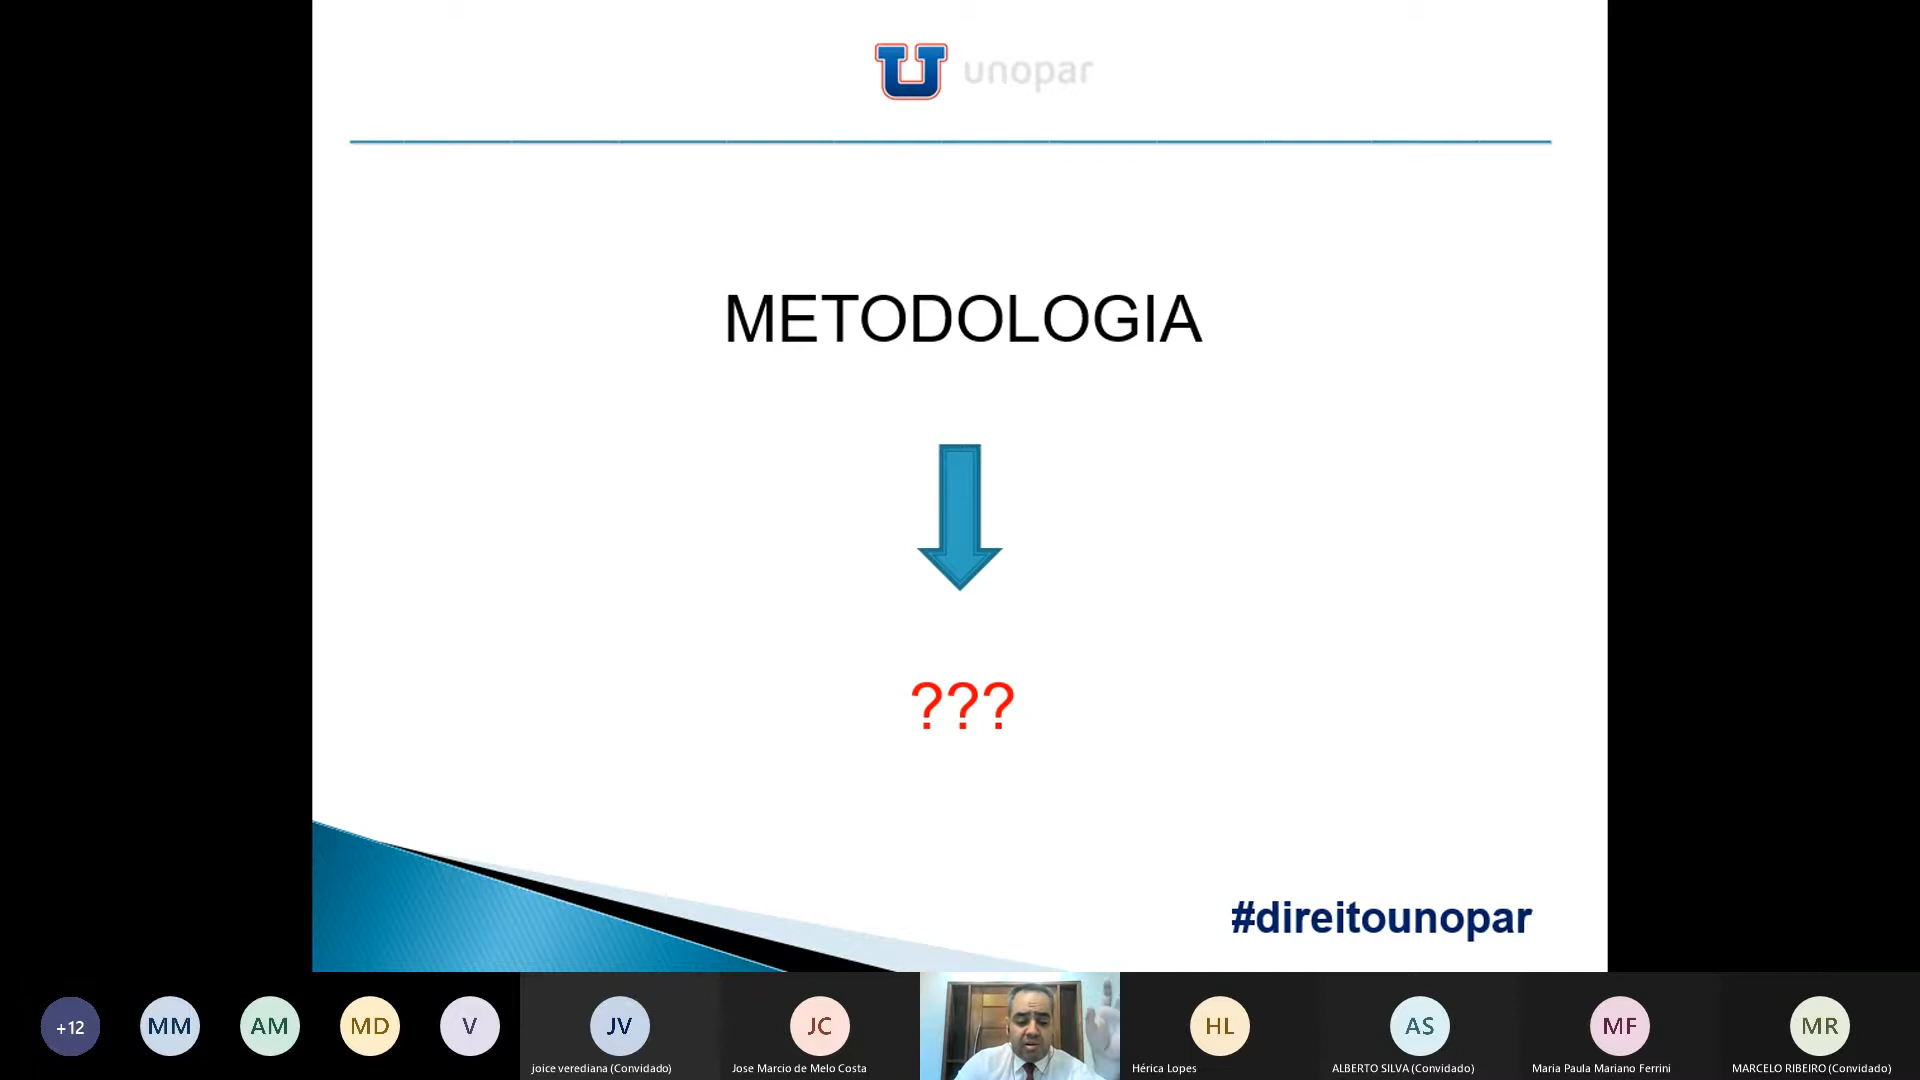 unopar
METODOLOGIA
???
#direitounopar
+12
MM
AM
MD
V
JV
JC
HL
AS
MF
MR
joice verediana (Convidado)
Jose Marcio de Melo Costa
Hérica Lopes
ALBERTO SILVA (Convidado)
Maria Paula Mariano Ferrini
MARCELO RIBEIRO (Convidado)